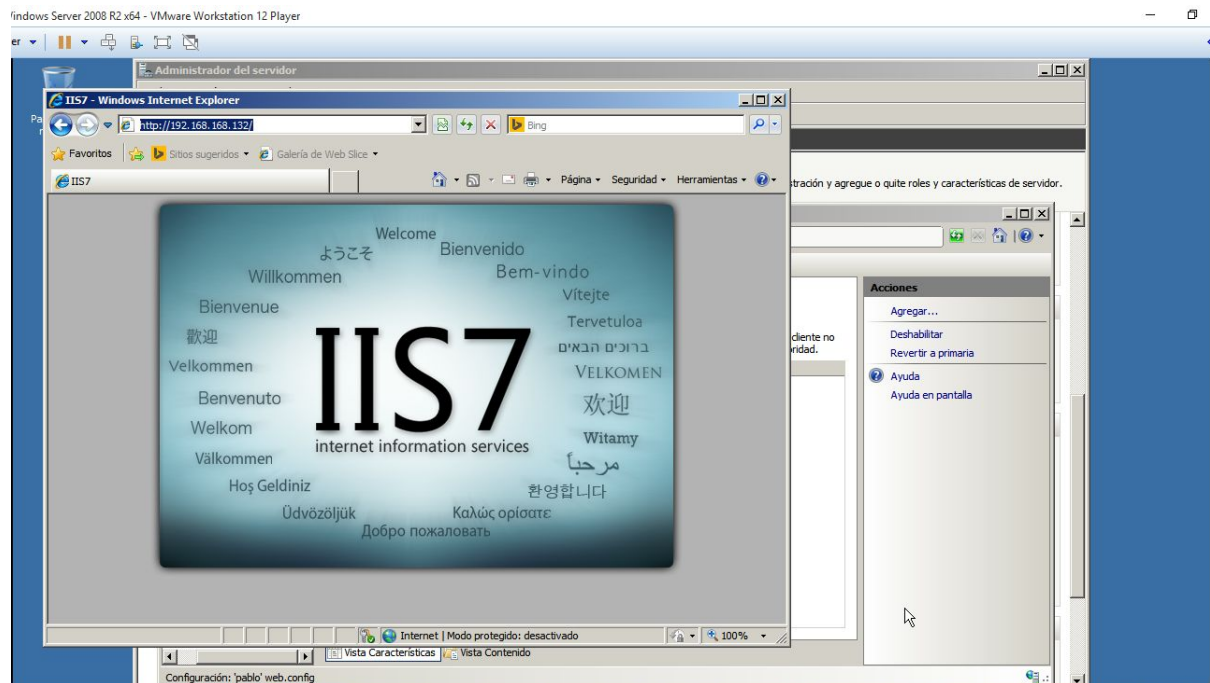 indows Server 2008 R2 x64 - VMware Workstation 12 Player
er
Administrador del servidor
IIS7 - Windows Internet Explorer
http://192.168.168.132/
Bing
Favoritos
Sitios sugeridos
Galería de Web Slice
IIS7
Página
Seguridad
Herramientas
stración y agregue o quite roles y características de servidor.
Welcome
ようこそ
Bienvenido
Willkommen
Bem-vindo
Bienvenue
Vítejte
歡迎
Tervetuloa
ברוכים הבאים
Velkommen
VELKOMEN
Benvenuto
欢迎
IIS7
Welkom
Witamy
internet information services
Välkommen
مرحباً
Hoş Geldiniz
환영합니다
Üdvözöljük
Καλώς ορίσατε
Добро пожаловать
cliente no
oridad.
Acciones
Agregar...
Deshabilitar
Revertir a primaria
Ayuda
Ayuda en pantalla
Internet | Modo protegido: desactivado
100%
Vista Características
Vista Contenido
Configuración: 'pablo' web.config